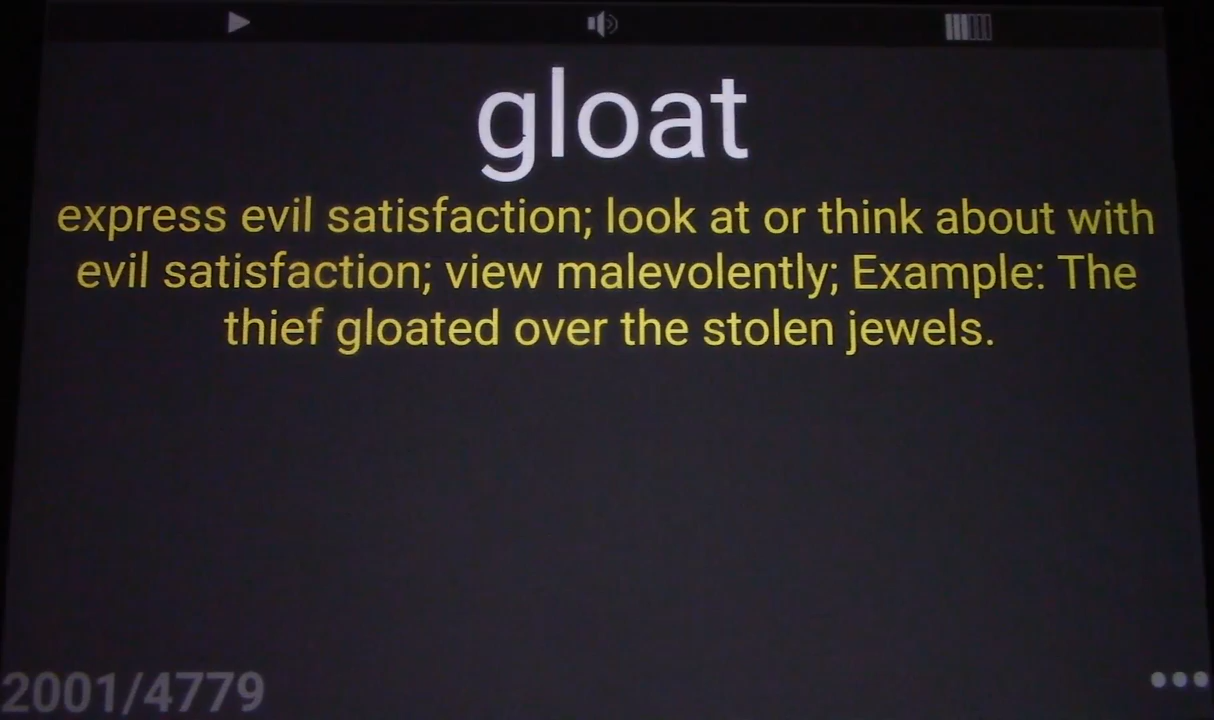 gloat
express evil satisfaction; look at or think about with
evil satisfaction; view malevolently; Example: The
thief gloated over the stolen jewels.
2001/4779